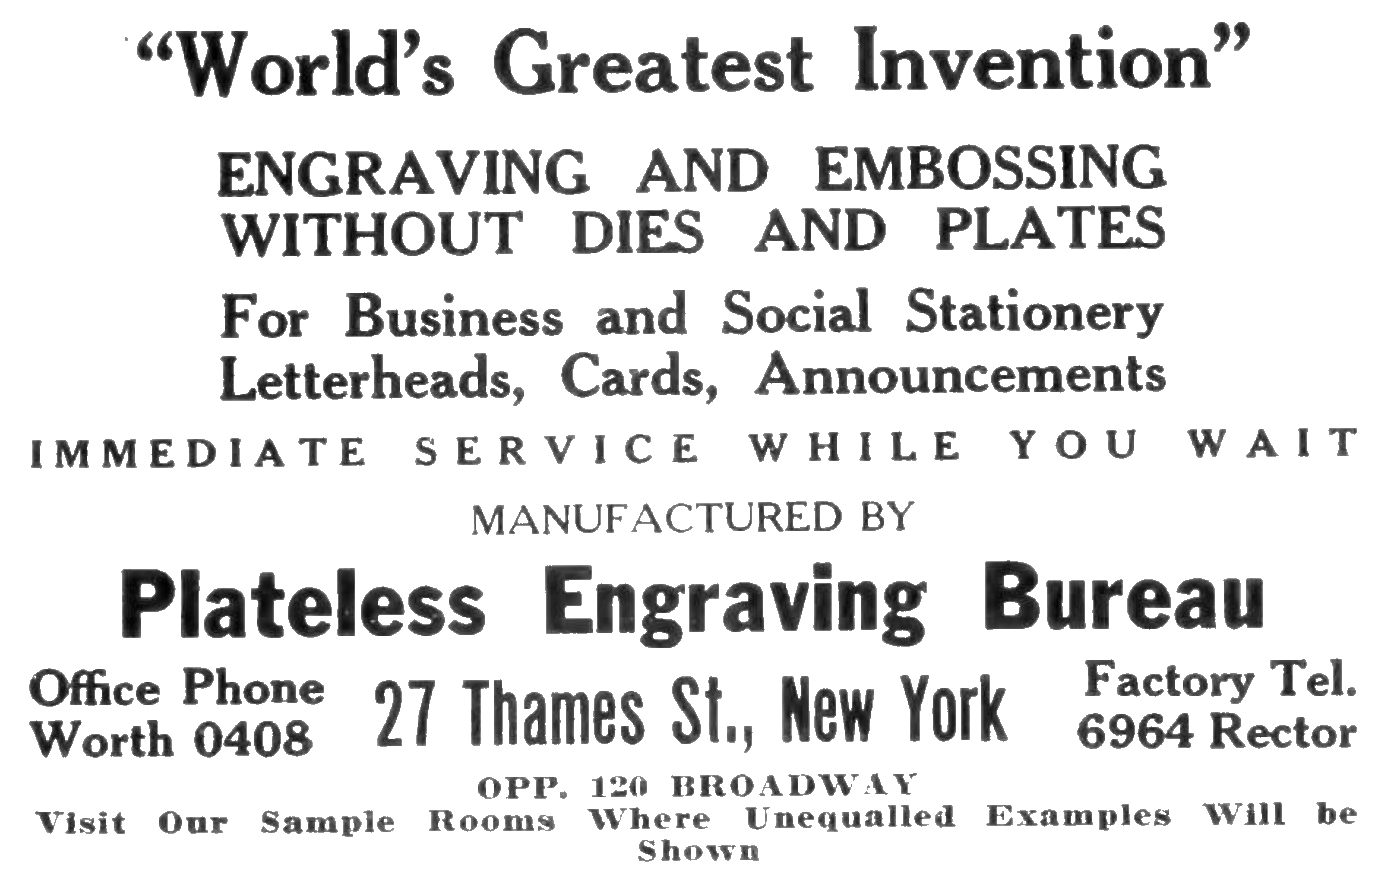 “World’s Greatest Invention”
ENGRAVING AND EMBOSSING
WITHOUT DIES AND PLATES
For Business and Social Stationery
Letterheads, Cards, Announcements
IMMEDIATE SERVICE WHILE YOU WAIT
MANUFACTURED BY
Plateless Engraving Bureau
Office Phone
Worth 0408
27 Thames St., New York
Factory Tel.
6964 Rector
OPP. 120 BROADWAY
Visit Our Sample Rooms Where Unequalled Examples Will be
Shown